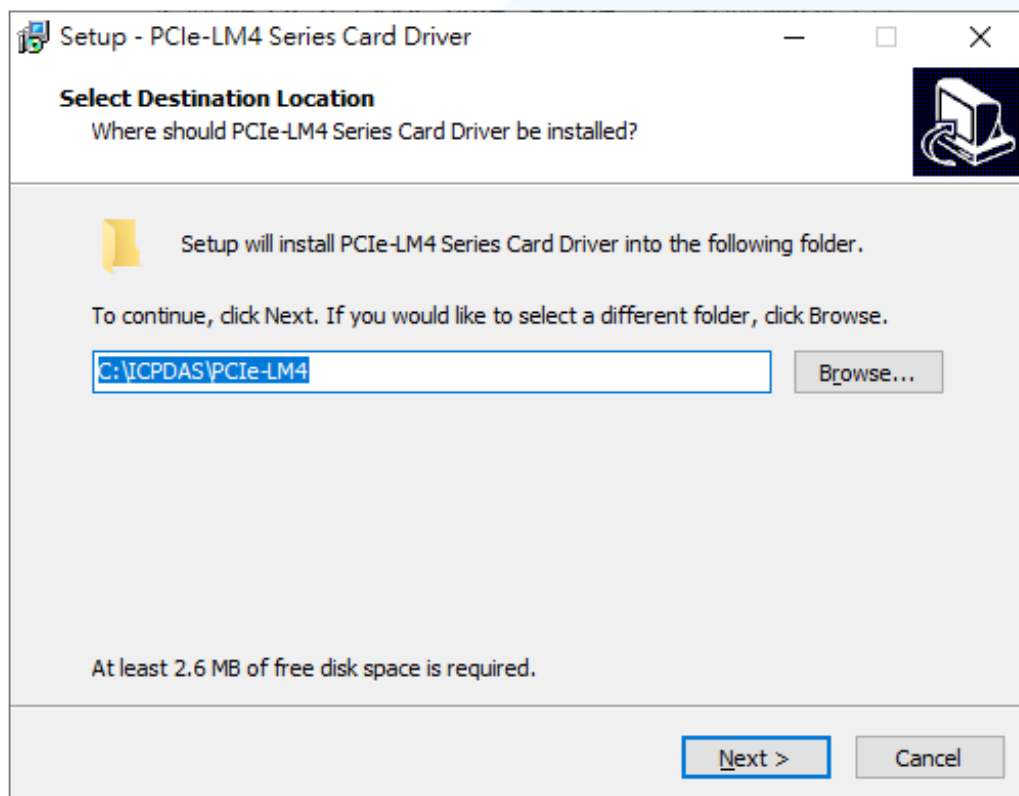 Setup - PCIe-LM4 Series Card Driver
Select Destination Location
Where should PCIe-LM4 Series Card Driver be installed?
Setup will install PCIe-LM4 Series Card Driver into the following folder.
To continue, click Next. If you would like to select a different folder, click Browse.
C:\ICPDAS\PCIe-LM4
Browse...
At least 2.6 MB of free disk space is required.
Next >
Cancel